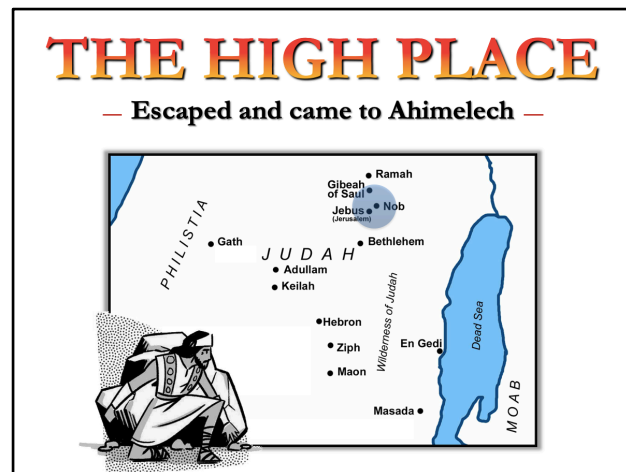 THE HIGH PLACE
— Escaped and came to Ahimelech —
Ramah
Gibeah
of Saul
Nob
Jebus
(Jerusalem)
PHILISTIA
Gath
JUDAH
Bethlehem
Adullam
Keilah
Wilderness of Judah
Dead Sea
Hebron
Ziph
En Gedi
Maon
MOAB
Masada